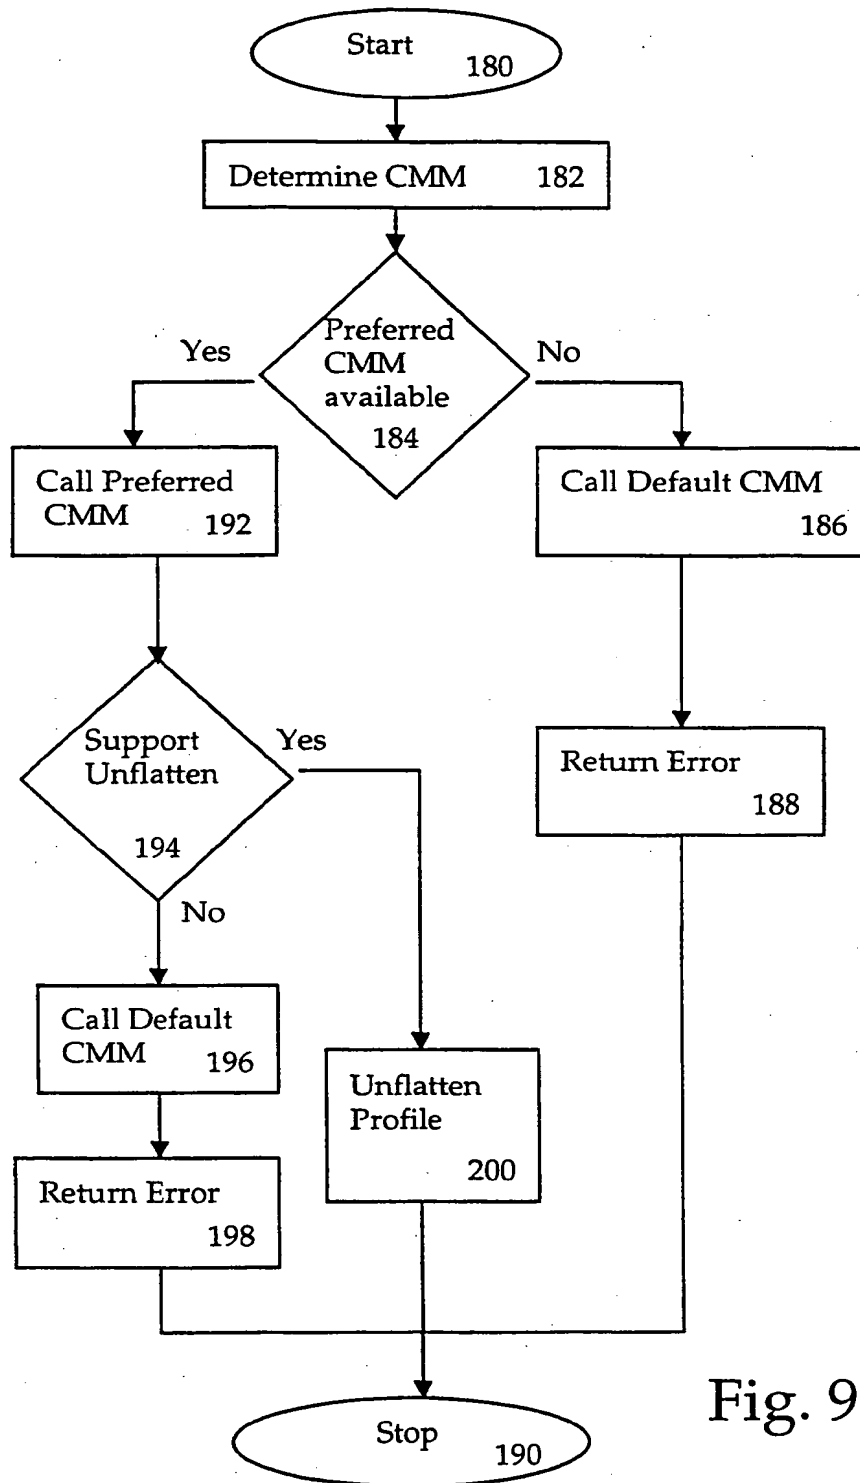 Start
180
Determine CMM 182
Preferred
CMM
available
184
Yes
No
Call Preferred
CMM 192
Call Default CMM
186
Support
Unflatten
194
Yes
No
Return Error
188
Call Default
CMM 196
Unflatten
Profile
200
Return Error
198
Stop
190
Fig. 9